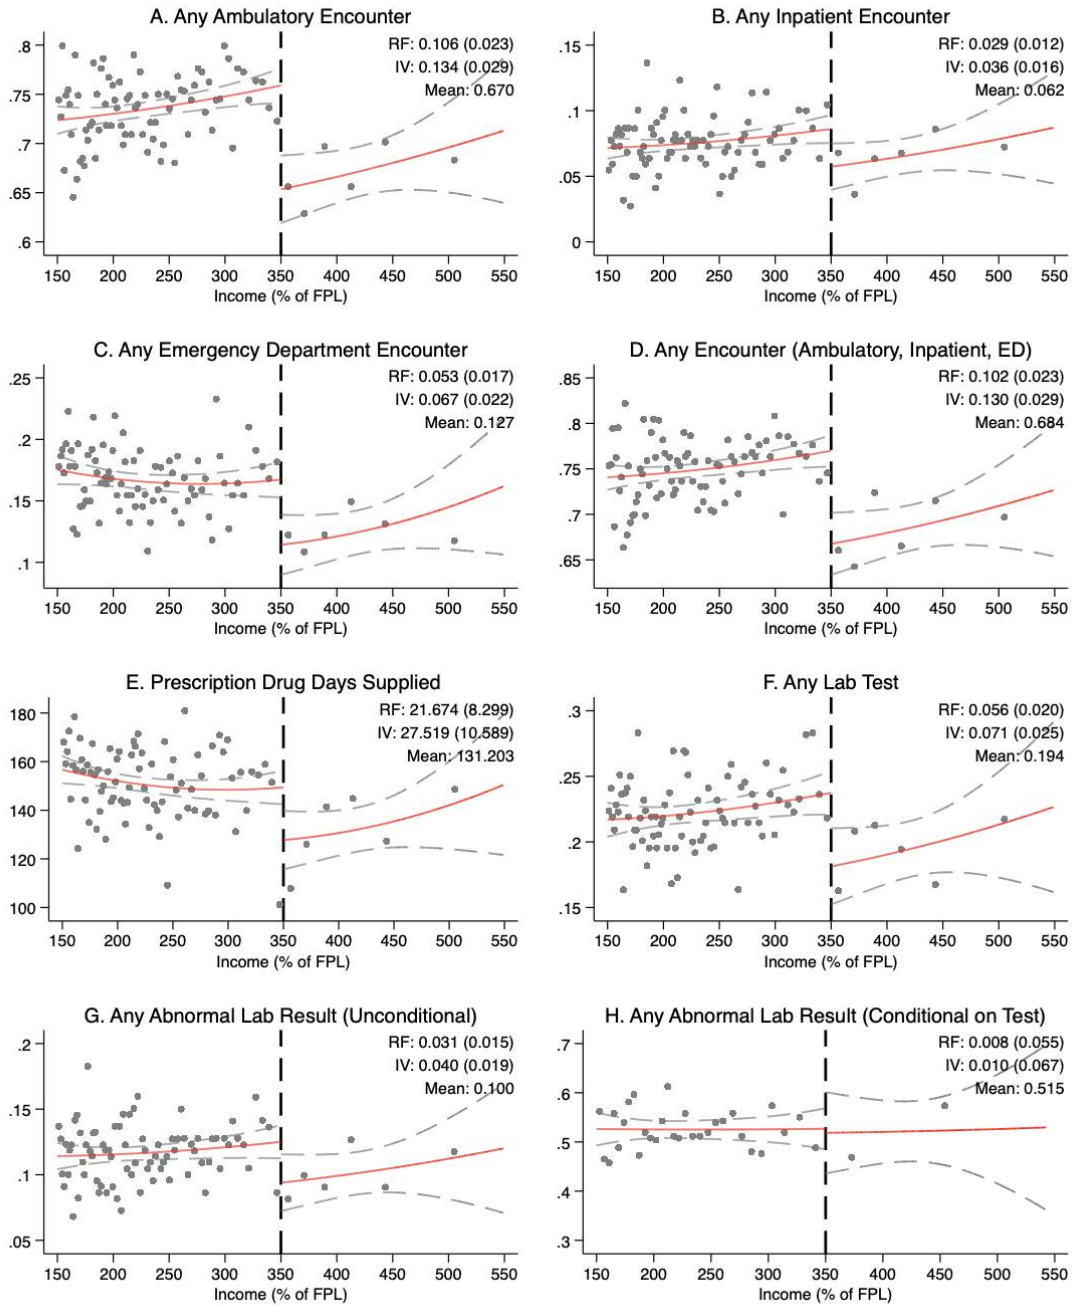 A. Any Ambulatory Encounter
RF: 0.106 (0.023)
IV: 0.134 (0.029)
Mean: 0.670
.8
.75
.7
.65
.6
150 200 250 300 350 400 450 500 550
Income (% of FPL)
B. Any Inpatient Encounter
RF: 0.029 (0.012)
IV: 0.036 (0.016)
Mean: 0.062
.15
.1
.05
0
150 200 250 300 350 400 450 500 550
Income (% of FPL)
C. Any Emergency Department Encounter
RF: 0.053 (0.017)
IV: 0.067 (0.022)
Mean: 0.127
.25
.2
.15
.1
150 200 250 300 350 400 450 500 550
Income (% of FPL)
D. Any Encounter (Ambulatory, Inpatient, ED)
RF: 0.102 (0.023)
IV: 0.130 (0.029)
Mean: 0.684
.85
.8
.75
.7
.65
150 200 250 300 350 400 450 500 550
Income (% of FPL)
E. Prescription Drug Days Supplied
RF: 21.674 (8.299)
IV: 27.519 (10.589)
Mean: 131.203
180
160
140
120
100
150 200 250 300 350 400 450 500 550
Income (% of FPL)
F. Any Lab Test
RF: 0.056 (0.020)
IV: 0.071 (0.025)
Mean: 0.194
.3
.25
.2
.15
150 200 250 300 350 400 450 500 550
Income (% of FPL)
G. Any Abnormal Lab Result (Unconditional)
RF: 0.031 (0.015)
IV: 0.040 (0.019)
Mean: 0.100
.2
.15
.1
.05
150 200 250 300 350 400 450 500 550
Income (% of FPL)
H. Any Abnormal Lab Result (Conditional on Test)
RF: 0.008 (0.055)
IV: 0.010 (0.067)
Mean: 0.515
.7
.6
.5
.4
.3
150 200 250 300 350 400 450 500 550
Income (% of FPL)